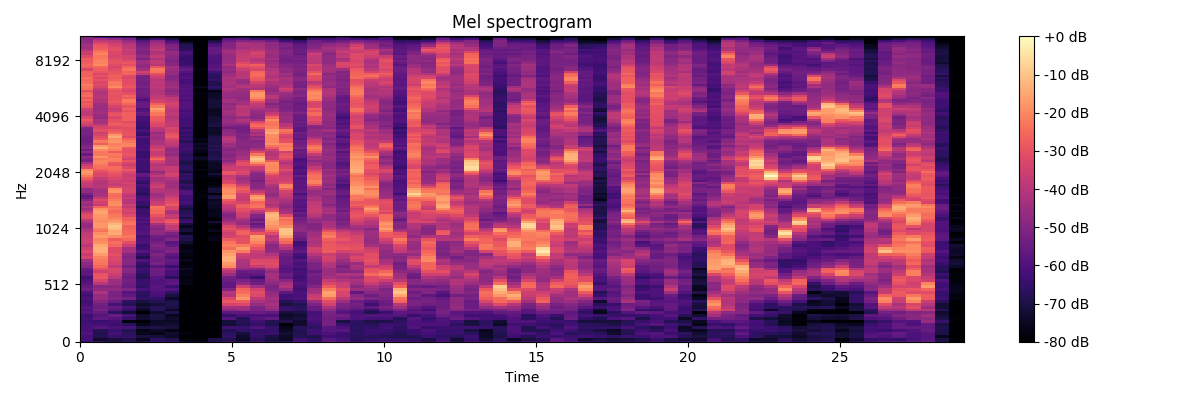 Mel spectrogram
8192
4096
2048
1024
512
0
Hz
0 5 10 15 20 25
Time
+0 dB
-10 dB
-20 dB
-30 dB
-40 dB
-50 dB
-60 dB
-70 dB
-80 dB